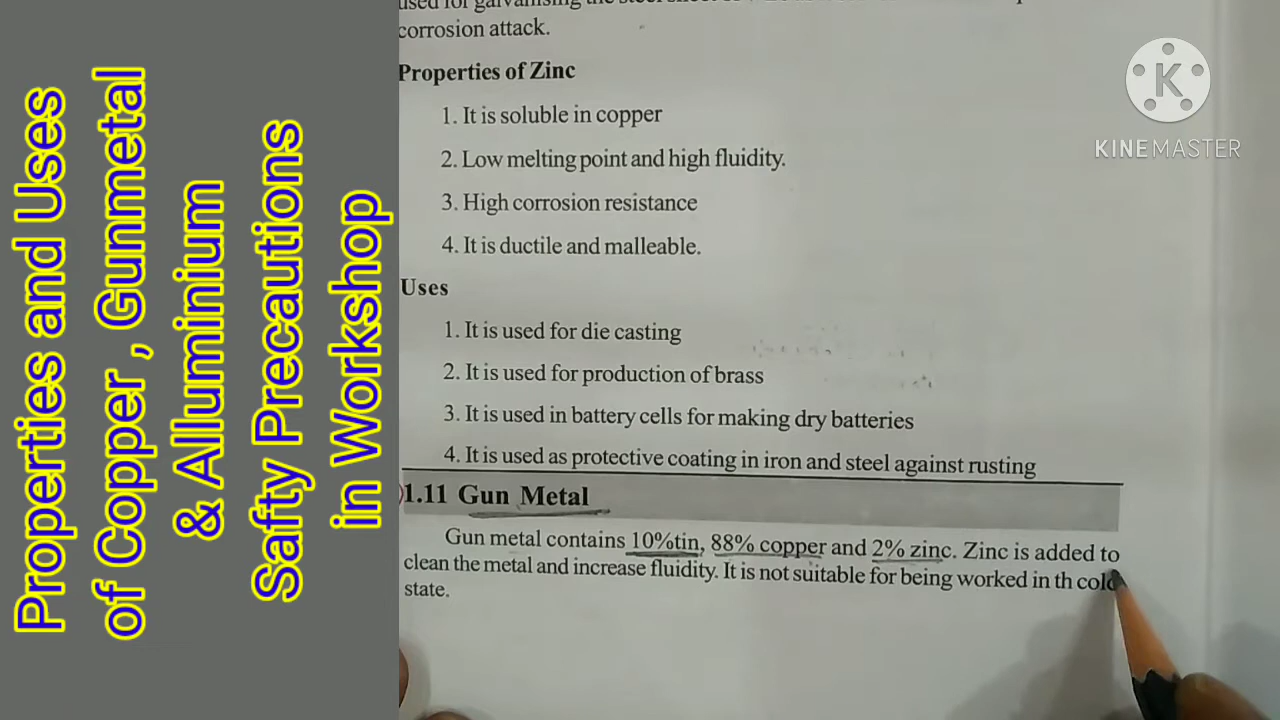 Properties and Uses
of Copper , Gunmetal
& Alluminium
Safty Precautions
in Workshop
corrosion attack.
Properties of Zinc
1. It is soluble in copper
2. Low melting point and high fluidity.
3. High corrosion resistance
4. It is ductile and malleable.
Uses
1. It is used for die casting
2. It is used for production of brass
3. It is used in battery cells for making dry batteries
4. It is used as protective coating in iron and steel against rusting
1.11 Gun Metal
Gun metal contains 10%tin, 88% copper and 2% zinc. Zinc is added to
clean the metal and increase fluidity. It is not suitable for being worked in th cold
state.
K
KINEMASTER